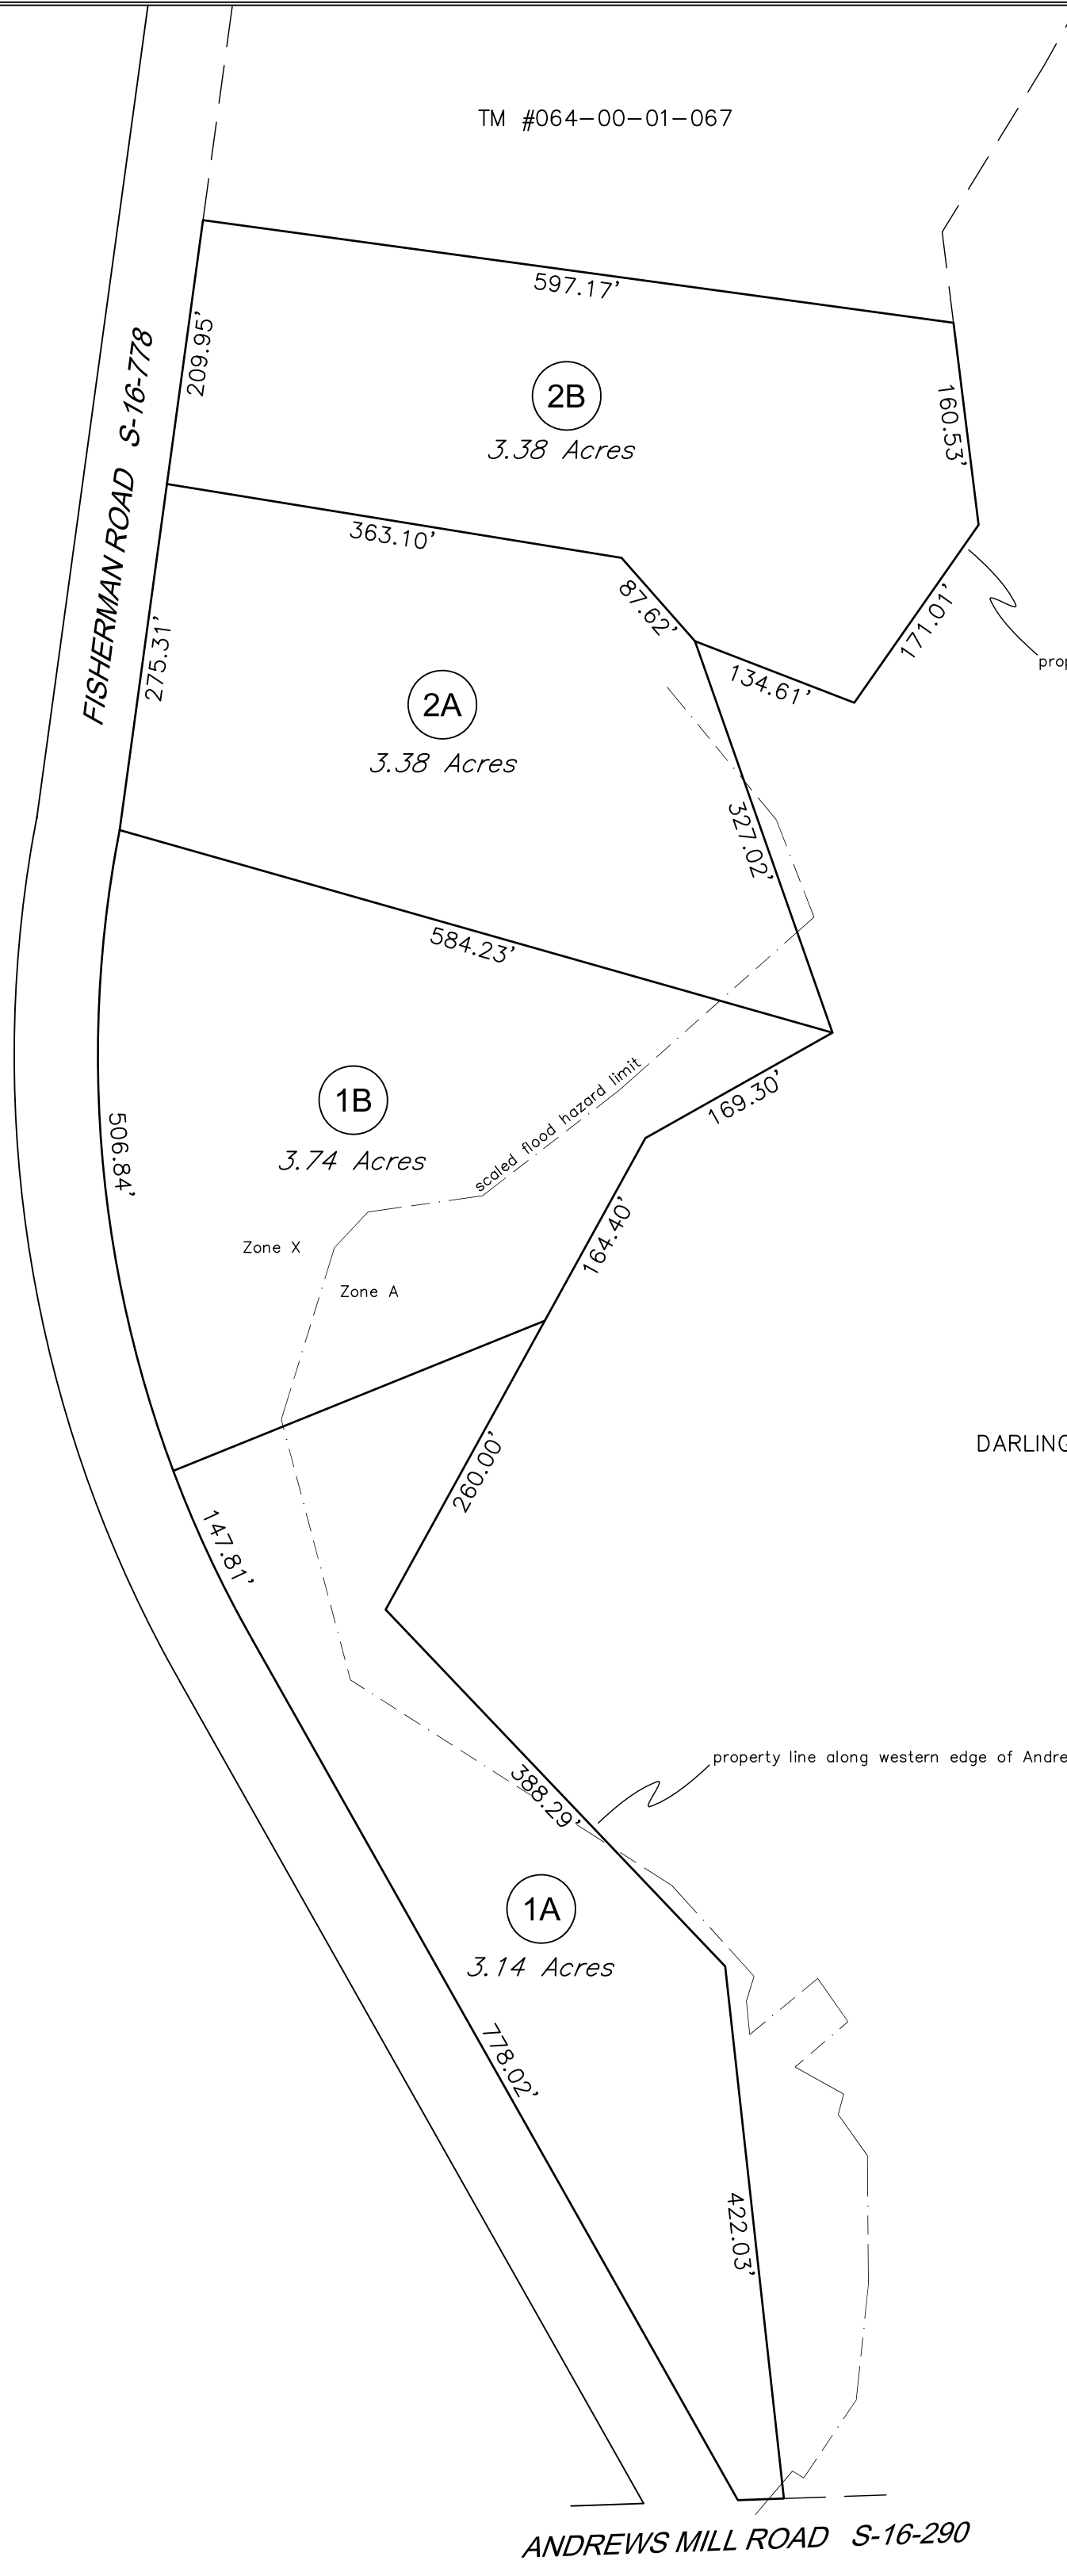 TM #064-00-01-067
597.17'
209.95'
FISHERMAN ROAD S-16-778
2B
3.38 Acres
160.53'
363.10'
87.62'
171.01'
275.31'
134.61'
2A
3.38 Acres
327.02'
584.23'
scaled flood hazard limit
169.30'
1B
3.74 Acres
506.84'
164.40'
Zone X
Zone A
260.00'
147.81'
property line along western edge of
388.29'
1A
3.14 Acres
778.02'
422.03'
ANDREWS MILL ROAD S-16-290